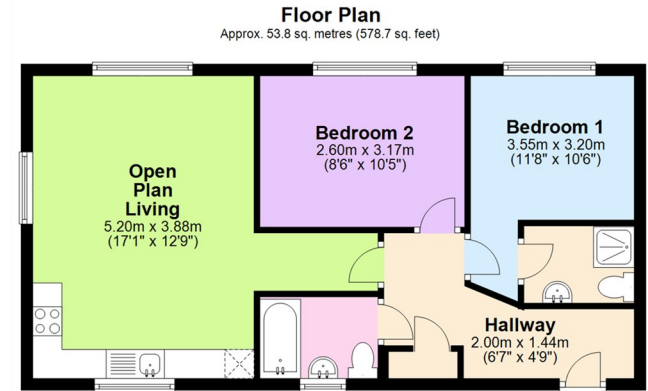 Floor Plan
Approx. 53.8 sq. metres (578.7 sq. feet)
Open
Plan
Living
5.20m x 3.88m
(17'1" x 12'9")
Bedroom 2
2.60m x 3.17m
(8'6" x 10'5")
Bedroom 1
3.55m x 3.20m
(11'8" x 10'6")
Hallway
2.00m x 1.44m
(6'7" x 4'9")